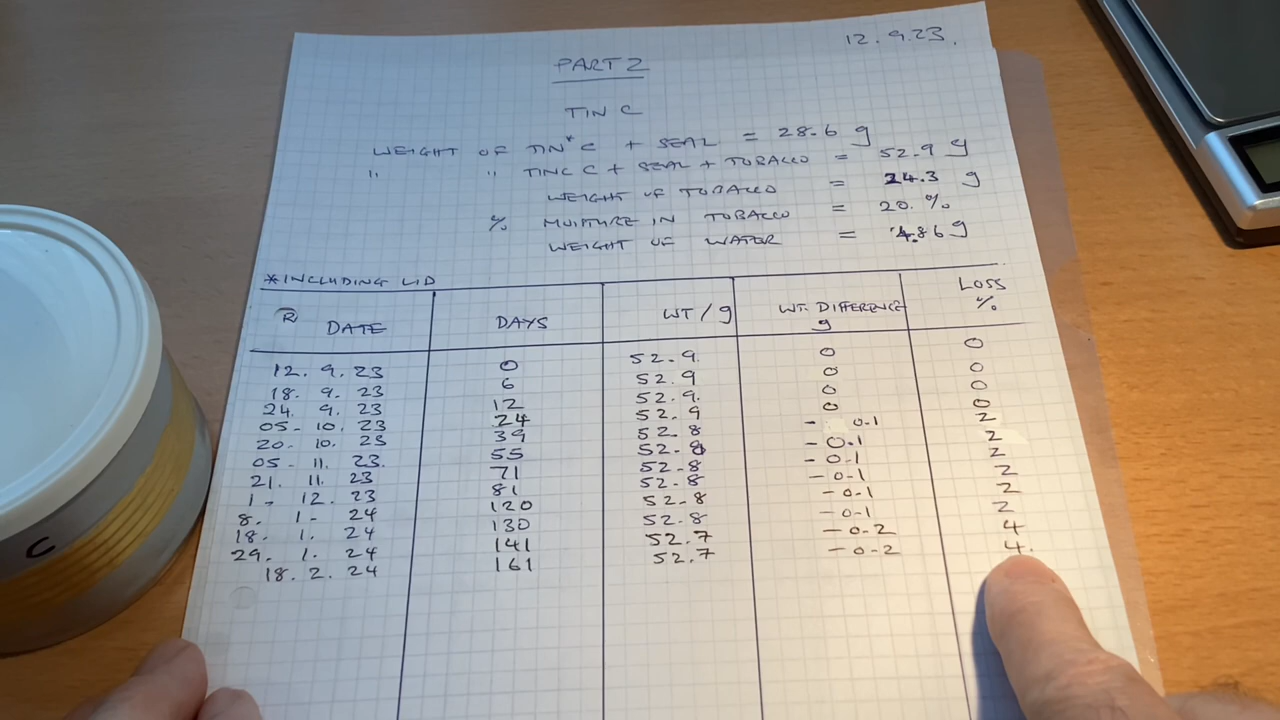 12.9.23.
PART 2
TIN C
WEIGHT OF TIN* C + SEAL = 28.6 g
" " TIN C + SEAL + TOBACCO = 52.9 g
WEIGHT OF TOBACCO = 24.3 g
% MOISTURE IN TOBACCO = 20. %
WEIGHT OF WATER = 4.86 g
*INCLUDING LID
DATE DAYS WT/g WT. DIFFERENCE g LOSS %
12. 9. 23 0 52.9. 0 0
18. 9. 23 6 52.9 0 0
24. 9. 23 12 52.9. 0 0
05- 10. 23 24 52.9 0 0
20- 10. 23 39 52.8 - 0.1 2
05- 11. 23. 55 52.8 - 0.1 2
21. 11. 23 71 52-8 - 0.1 2
1- 12. 23 81 52-8 - 0-1 2
8. 1- 24 120 52-8 - 0-1 2
18. 1. 24 130 52.8 - 0-1 2
29. 1. 24 141 52.7 - 0-2 4
18. 2. 24 161 52.7 - 0-2 4.
C